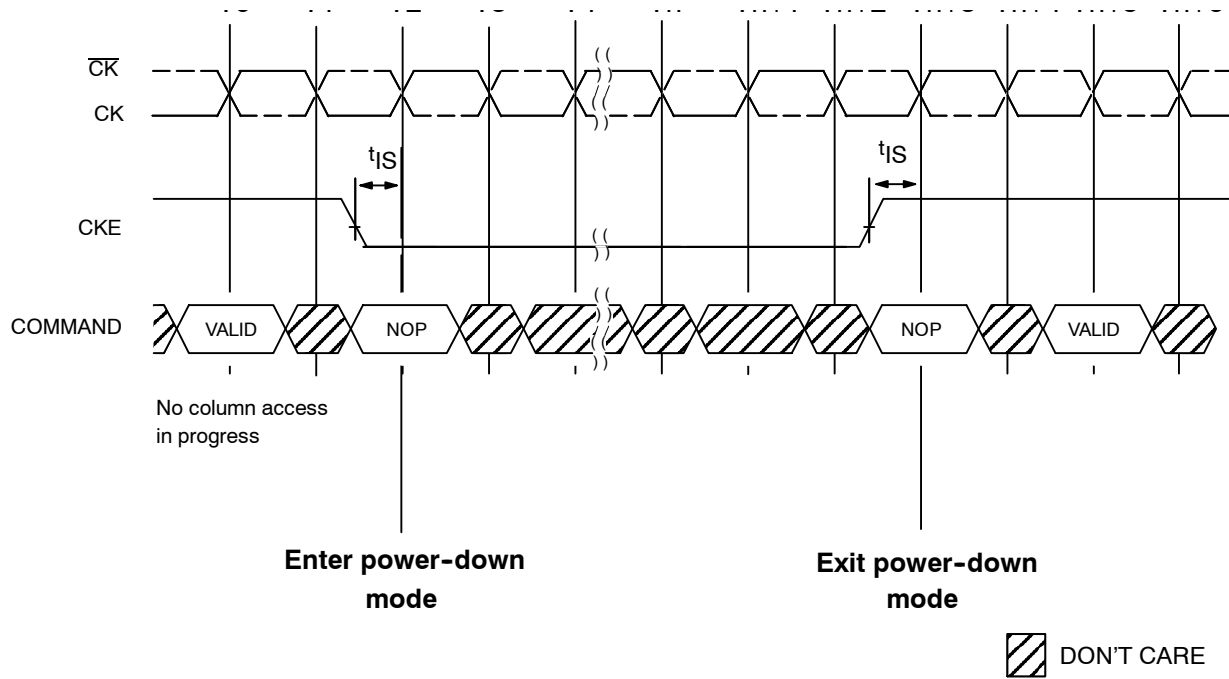 CK
CK
tIS
tIS
CKE
COMMAND
VALID
NOP
NOP
VALID
No column access
in progress
Enter power-down
mode
Exit power-down
mode
DON'T CARE